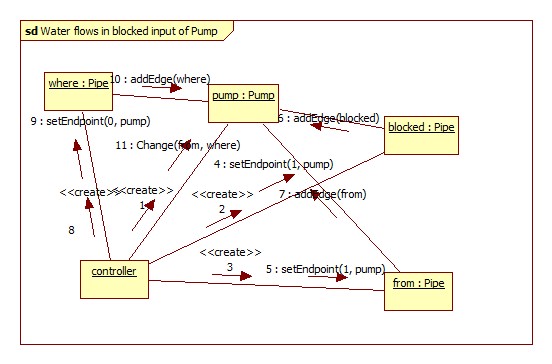 sd Water flows in blocked input of Pump
10 : addEdge(where)
where : Pipe
pump : Pump
9 : setEndpoint(0, pump)
6 : addEdge(blocked)
blocked : Pipe
11 : Change(from, where)
4 : setEndpoint(1, pump)
<<create>>
<<create>>
<<create>>
7 : addEdge(from)
1
2
8
<<create>>
controller
3
5 : setEndpoint(1, pump)
from : Pipe